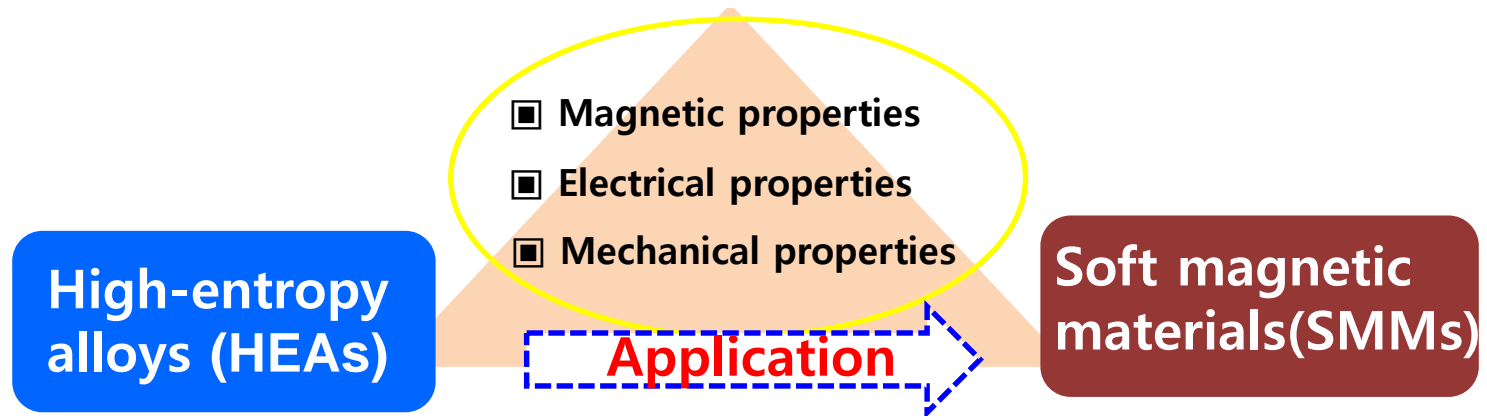 ▣ Magnetic properties
▣ Electrical properties
▣ Mechanical properties
High-entropy
alloys (HEAs)
Application
Soft magnetic
materials(SMMs)